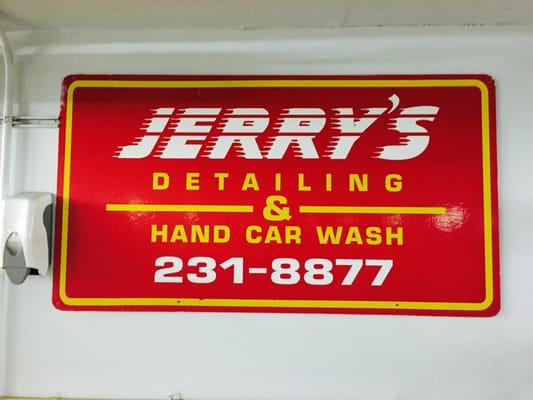 JERRY'S
DETAILING
&
HAND CAR WASH
231-8877